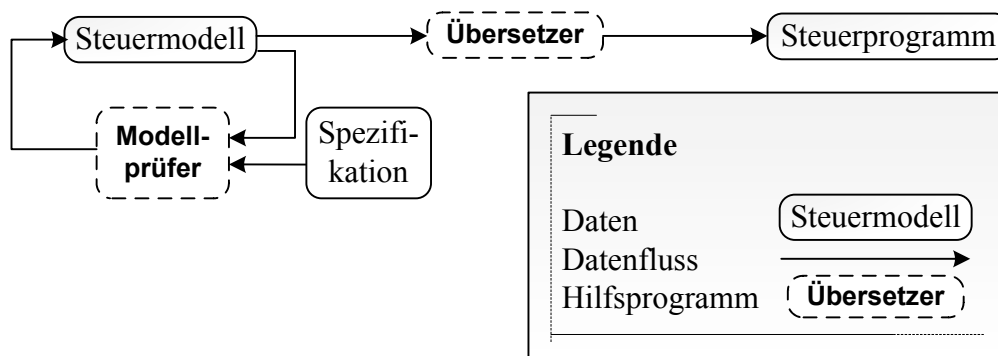 Steuermodell
Übersetzer
Steuerprogramm
Modell-
prüfer
Spezifi-
kation
Legende
Daten
Steuermodell
Datenfluss
Hilfsprogramm
Übersetzer